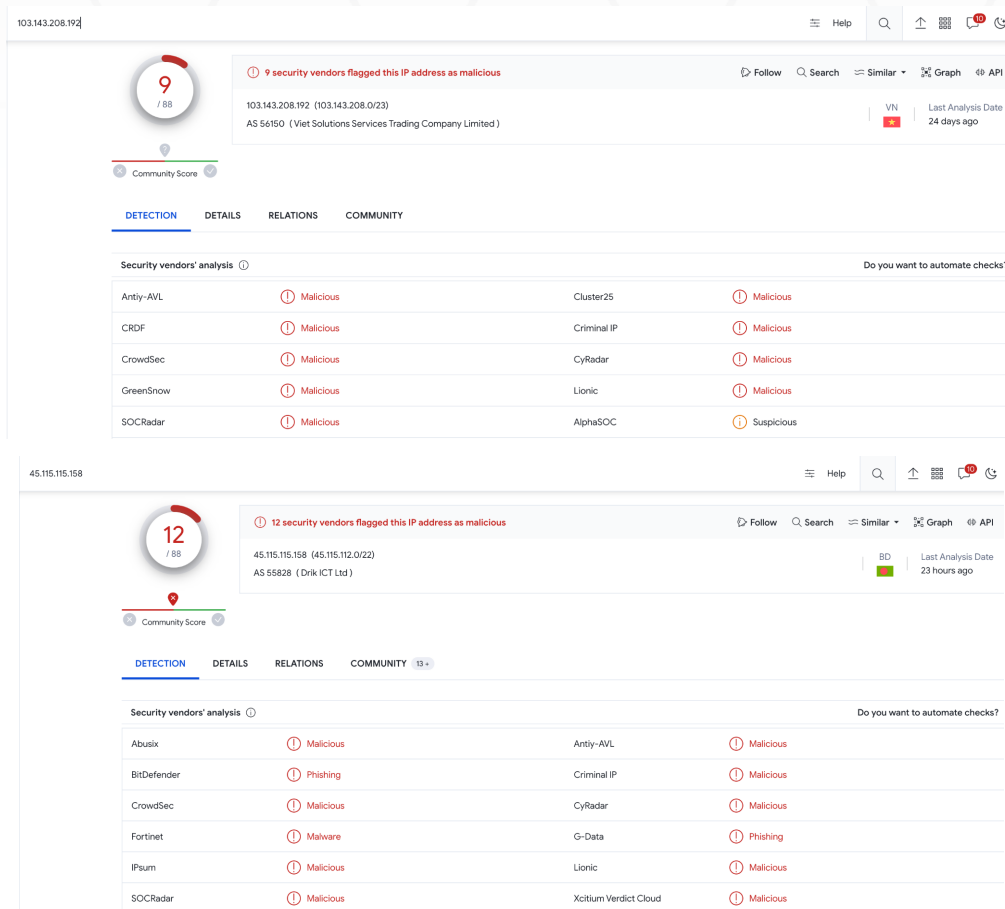 103.143.208.192
Help
10
9
/ 88
9 security vendors flagged this IP address as malicious
Follow Search Similar Graph API
103.143.208.192 (103.143.208.0/23)
AS 56150 ( Viet Solutions Services Trading Company Limited )
VN
Last Analysis Date
24 days ago
?
Community Score
DETECTION DETAILS RELATIONS COMMUNITY
Security vendors' analysis
Do you want to automate checks?
Antiy-AVL Malicious Cluster25 Malicious
CRDF Malicious Criminal IP Malicious
CrowdSec Malicious CyRadar Malicious
GreenSnow Malicious Lionic Malicious
SOCRadar Malicious AlphaSOC Suspicious
45.115.115.158
Help
10
12
/ 88
12 security vendors flagged this IP address as malicious
Follow Search Similar Graph API
45.115.115.158 (45.115.112.0/22)
AS 55828 ( Drik ICT Ltd )
BD
Last Analysis Date
23 hours ago
Community Score
DETECTION DETAILS RELATIONS COMMUNITY 13 +
Security vendors' analysis
Do you want to automate checks?
Abusix Malicious Antiy-AVL Malicious
BitDefender Phishing Criminal IP Malicious
CrowdSec Malicious CyRadar Malicious
Fortinet Malware G-Data Phishing
IPsum Malicious Lionic Malicious
SOCRadar Malicious Xcitium Verdict Cloud Malicious